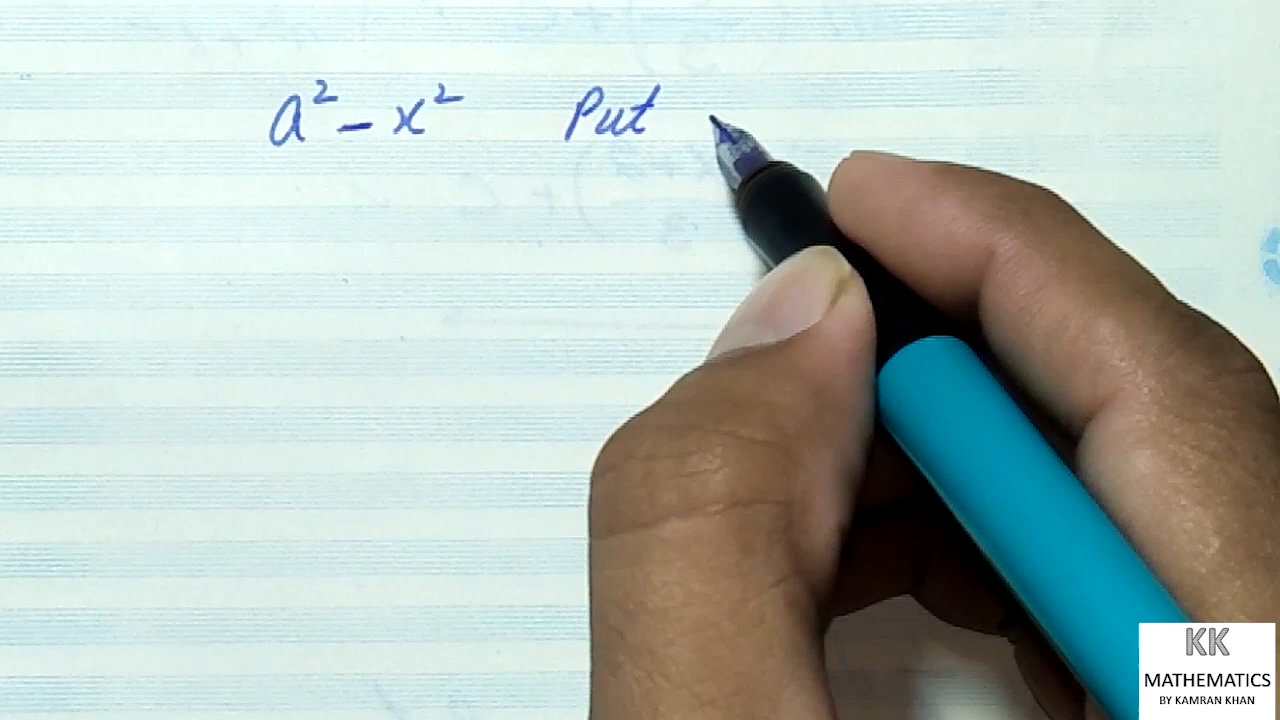 a² - x² Put
KK
MATHEMATICS
BY KAMRAN KHAN